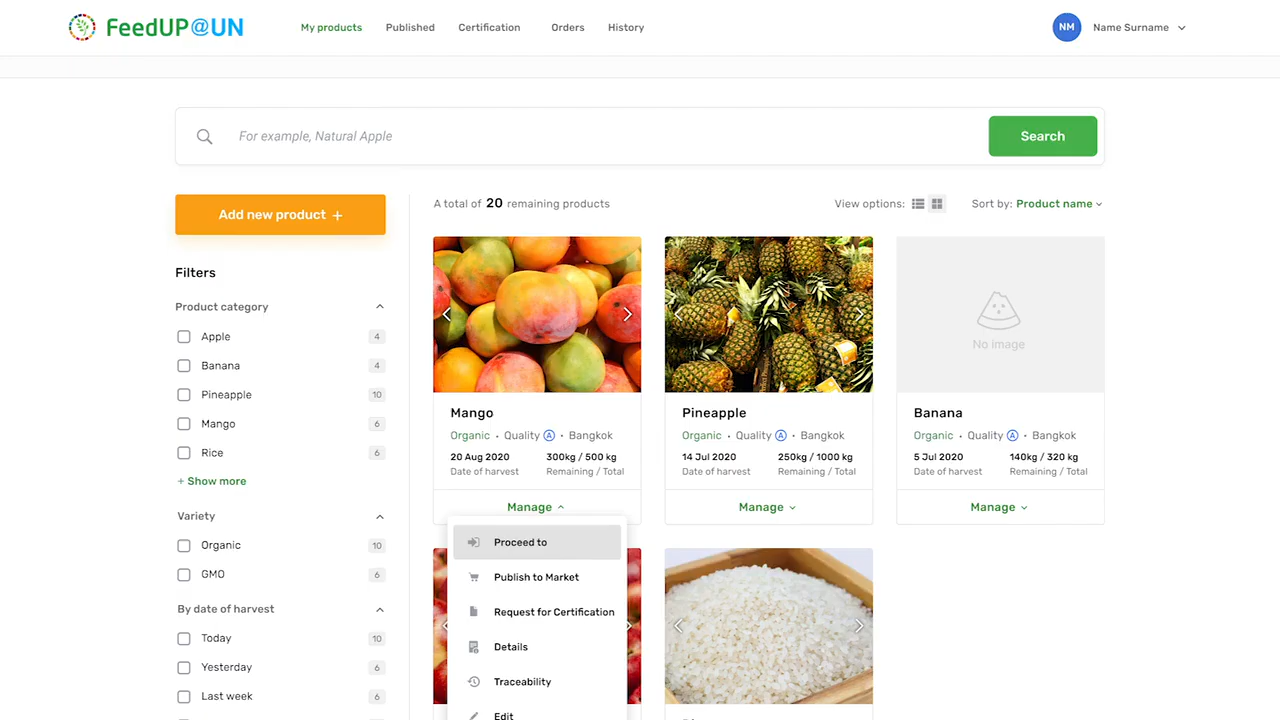 FeedUP@UN
My products Published Certification Orders History
NM Name Surname
For example, Natural Apple
Search
Add new product +
A total of 20 remaining products
View options:
Sort by: Product name
Filters
Product category
Apple 4
Banana 4
Pineapple 10
Mango 6
Rice 6
+ Show more
Variety
Organic 10
GMO 6
By date of harvest
Today 10
Yesterday 6
Last week 6
Mango
Organic • Quality A • Bangkok
20 Aug 2020 300kg / 500 kg
Date of harvest Remaining / Total
Manage
Pineapple
Organic • Quality A • Bangkok
14 Jul 2020 250kg / 1000 kg
Date of harvest Remaining / Total
Manage
No image
Banana
Organic • Quality A • Bangkok
5 Jul 2020 140kg / 320 kg
Date of harvest Remaining / Total
Manage
Proceed to
Publish to Market
Request for Certification
Details
Traceability
Edit